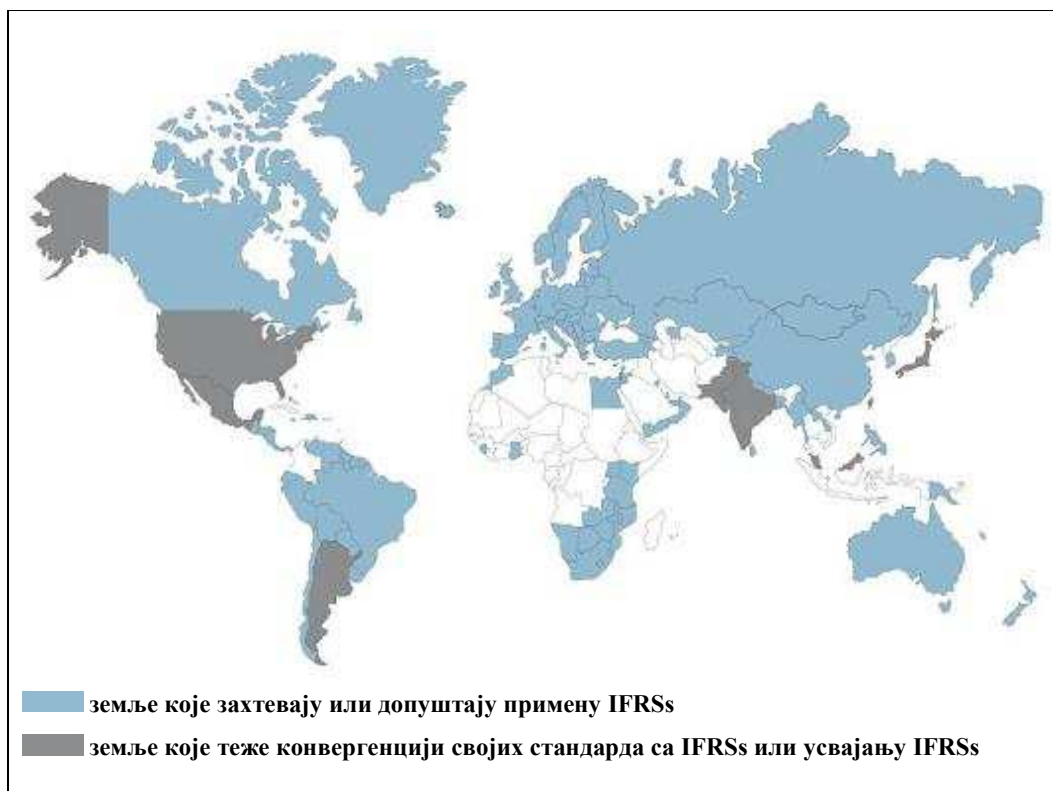 земље које захтевају или допуштају примену IFRSs
земље које теже конвергенцији својих стандарда са IFRSs или усвајању IFRSs